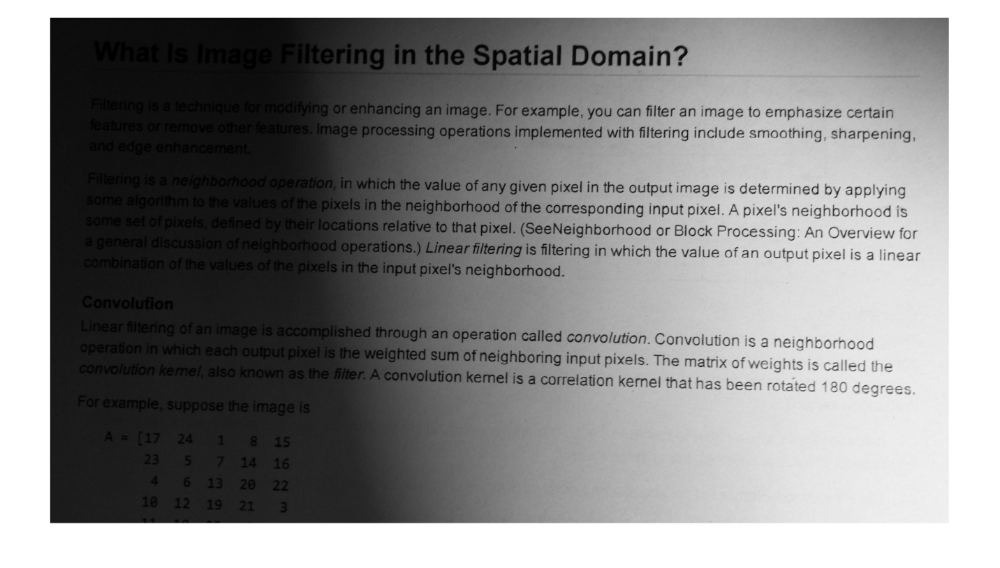 What Is Image Filtering in the Spatial Domain?
Filtering is a technique for modifying or enhancing an image. For example, you can filter an image to emphasize certain
features or remove other features. Image processing operations implemented with filtering include smoothing, sharpening,
and edge enhancement.
Filtering is a neighborhood operation, in which the value of any given pixel in the output image is determined by applying
some algorithm to the values of the pixels in the neighborhood of the corresponding input pixel. A pixel's neighborhood is
some set of pixels, defined by their locations relative to that pixel. (SeeNeighborhood or Block Processing: An Overview for
a general discussion of neighborhood operations.) Linear filtering is filtering in which the value of an output pixel is a linear
combination of the values of the pixels in the input pixel's neighborhood.
Convolution
Linear filtering of an image is accomplished through an operation called convolution. Convolution is a neighborhood
operation in which each output pixel is the weighted sum of neighboring input pixels. The matrix of weights is called the
convolution kernel, also known as the filter. A convolution kernel is a correlation kernel that has been rotated 180 degrees.
For example, suppose the image is
A = [17 24 1 8 15
23 5 7 14 16
4 6 13 20 22
10 12 19 21 3